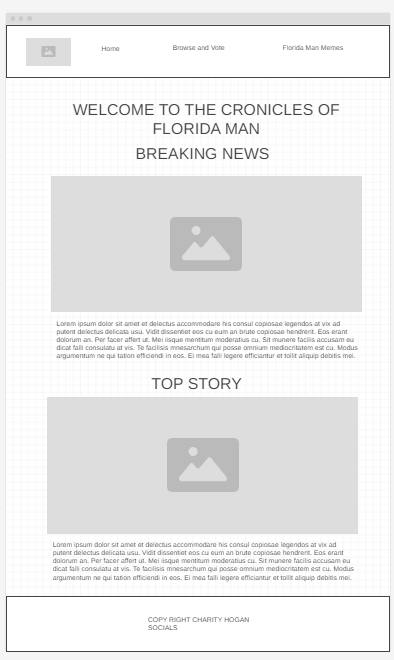 Home
Browse and Vote
Florida Man Memes
WELCOME TO THE CRONICLES OF
FLORIDA MAN
BREAKING NEWS
Lorem ipsum dolor sit amet et delectus accommodare his consul copiosae legendos at vix ad
putent delectus delicata usu. Vidit dissentiet eos cu eum an brute copiosae hendrerit. Eos erant
dolorum an. Per facer affert ut. Mei iisque mentitum moderatius cu. Sit munere facilis accusam eu
dicat falli consulatu at vis. Te facilisis mnesarchum qui posse omnium mediocritatem est cu. Modus
argumentum ne qui tation efficiendi in eos. Ei mea falli legere efficiantur et tollit aliquip debitis mei.
TOP STORY
Lorem ipsum dolor sit amet et delectus accommodare his consul copiosae legendos at vix ad
putent delectus delicata usu. Vidit dissentiet eos cu eum an brute copiosae hendrerit. Eos erant
dolorum an. Per facer affert ut. Mei iisque mentitum moderatius cu. Sit munere facilis accusam eu
dicat falli consulatu at vis. Te facilisis mnesarchum qui posse omnium mediocritatem est cu. Modus
argumentum ne qui tation efficiendi in eos. Ei mea falli legere efficiantur et tollit aliquip debitis mei.
COPY RIGHT CHARITY HOGAN
SOCIALS